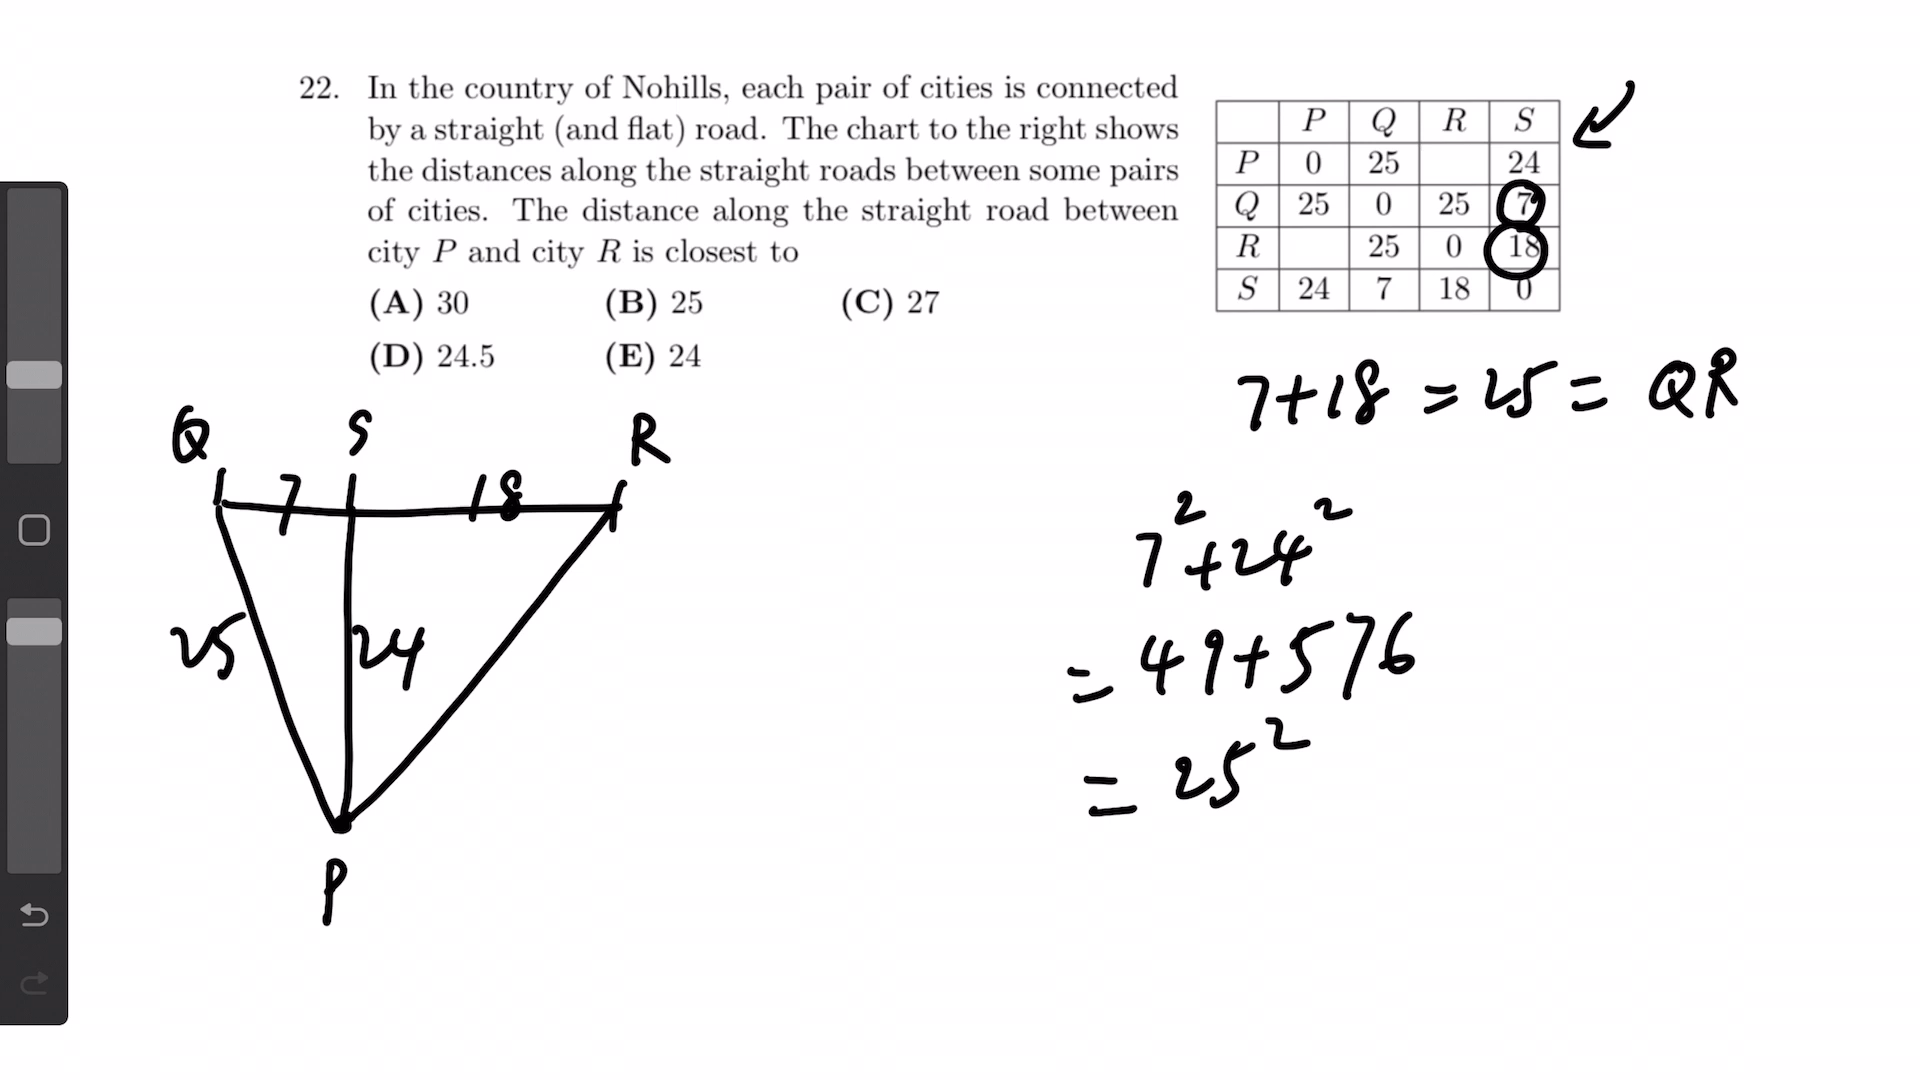 22. In the country of Nohills, each pair of cities is connected
by a straight (and flat) road. The chart to the right shows
the distances along the straight roads between some pairs
of cities. The distance along the straight road between
city P and city R is closest to
(A) 30 (B) 25 (C) 27
(D) 24.5 (E) 24
P Q R S
P 0 25 24
Q 25 0 25 7
R 25 0 18
S 24 7 18 0
7+18 = 25 = QR
Q S R
7 18
25 24
P
7²+24²
= 49+576
= 25²